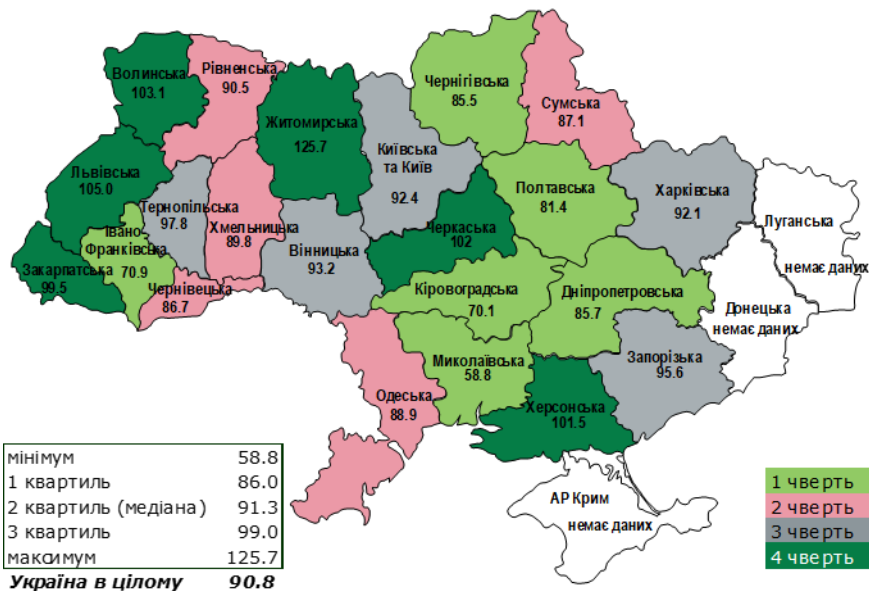 Волинська
103.1
Рівненська
90.5
Житомирська
125.7
Київська
та Київ
92.4
Чернігівська
85.5
Сумська
87.1
Львівська
105.0
Тернопільська
97.8
Хмельницька
89.8
Івано
Франківська
70.9
Закарпатська
99.5
Чернівецька
86.7
Вінницька
93.2
Черкаська
102
Полтавська
81.4
Харківська
92.1
Луганська
немає даних
Донецька
немає даних
Кіровоградська
70.1
Дніпропетровська
85.7
Запорізька
95.6
Миколаївська
58.8
Одеська
88.9
Херсонська
101.5
АР Крим
немає даних
мінімум 58.8
1 квартиль 86.0
2 квартиль (медіана) 91.3
3 квартиль 99.0
максимум 125.7
Україна в цілому 90.8
1 чверть
2 чверть
3 чверть
4 чверть